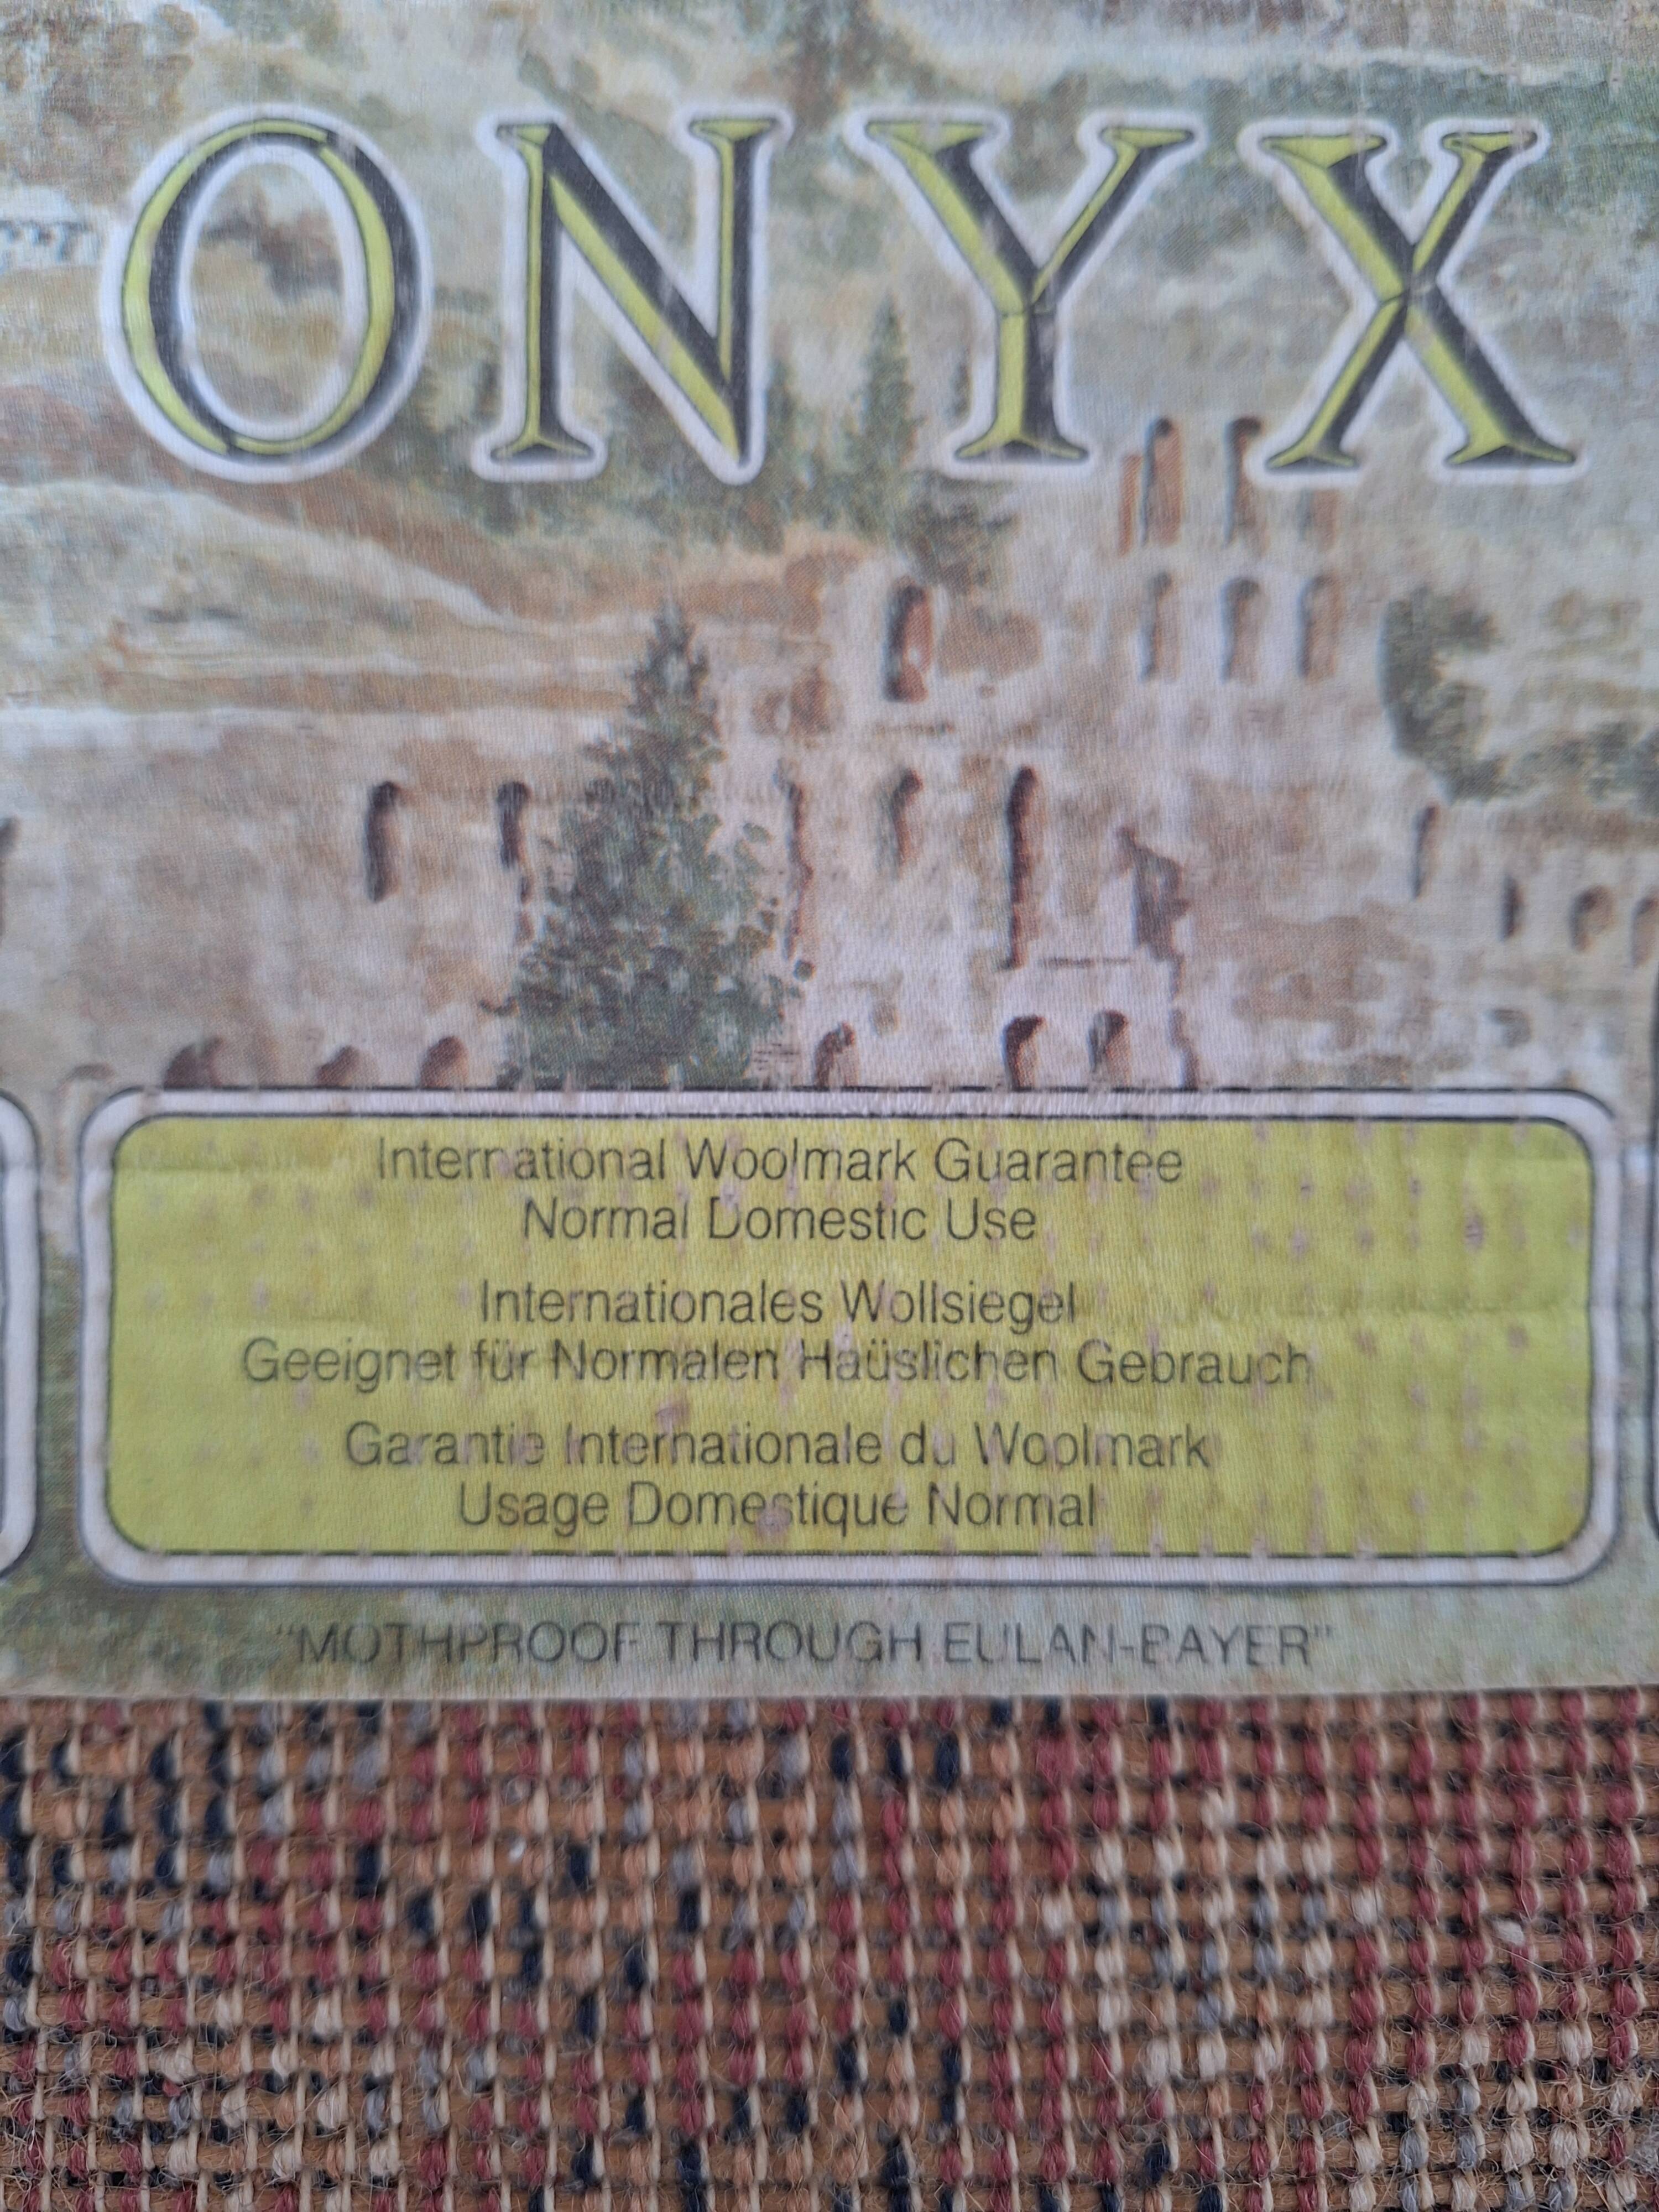 ONYX
International Woolmark Guarantee
Normal Domestic Use
Internationales Wollsiegel
Geeignet für Normalen Haüslichen Gebrauch
Garantie Internationale du Woolmark
Usage Domestique Normal
"MOTHPROOF THROUGH EULAN-BAYER"